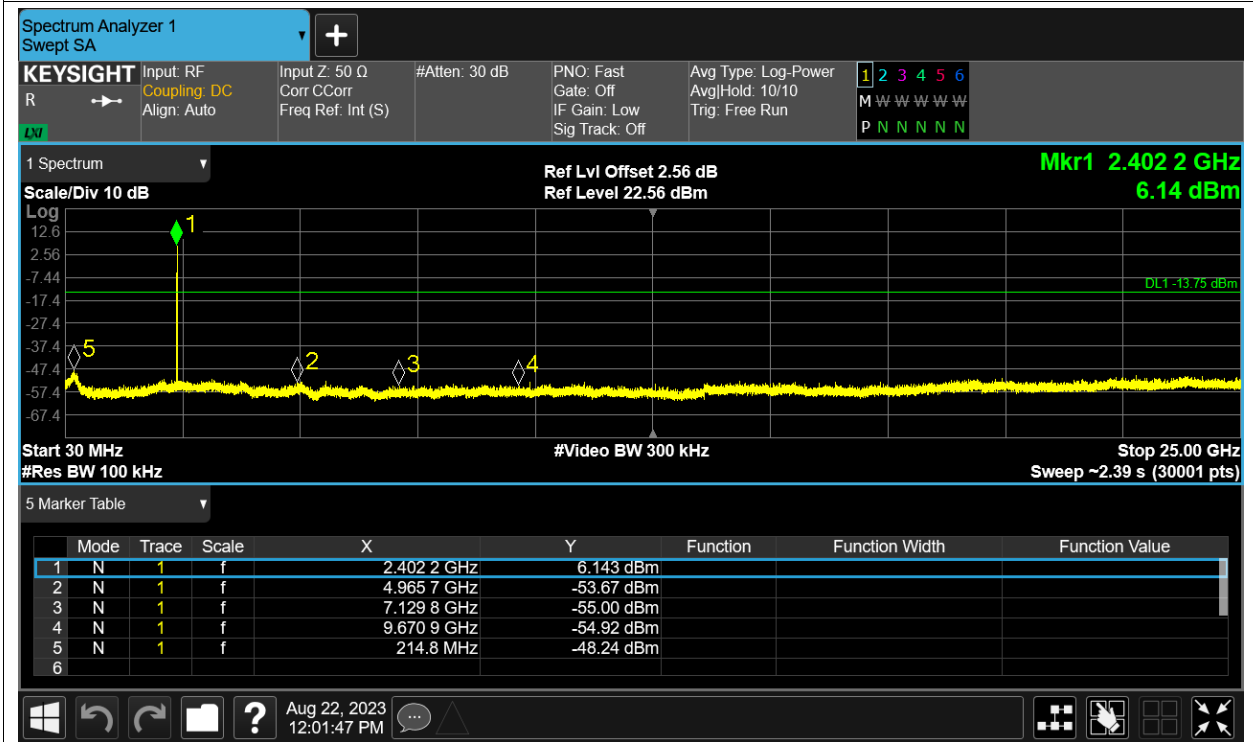 Spectrum Analyzer 1
Swept SA
+
KEYSIGHT
R
LXI
Input: RF
Coupling: DC
Align: Auto
Input Z: 50 Ω
Corr CCorr
Freq Ref: Int (S)
#Atten: 30 dB
PNO: Fast
Gate: Off
IF Gain: Low
Sig Track: Off
Avg Type: Log-Power
Avg|Hold: 10/10
Trig: Free Run
1 2 3 4 5 6
M W W W W W
P N N N N N
1 Spectrum
Scale/Div 10 dB
Ref Lvl Offset 2.56 dB
Ref Level 22.56 dBm
Mkr1 2.402 2 GHz
6.14 dBm
Log
12.6
2.56
-7.44
-17.4
-27.4
-37.4
-47.4
-57.4
-67.4
1
DL1 -13.75 dBm
5
2
3
4
Start 30 MHz
#Video BW 300 kHz
Stop 25.00 GHz
#Res BW 100 kHz
Sweep ~2.39 s (30001 pts)
5 Marker Table
Mode Trace Scale X Y Function Function Width Function Value
1 N 1 f 2.402 2 GHz 6.143 dBm
2 N 1 f 4.965 7 GHz -53.67 dBm
3 N 1 f 7.129 8 GHz -55.00 dBm
4 N 1 f 9.670 9 GHz -54.92 dBm
5 N 1 f 214.8 MHz -48.24 dBm
6
?
Aug 22, 2023
12:01:47 PM